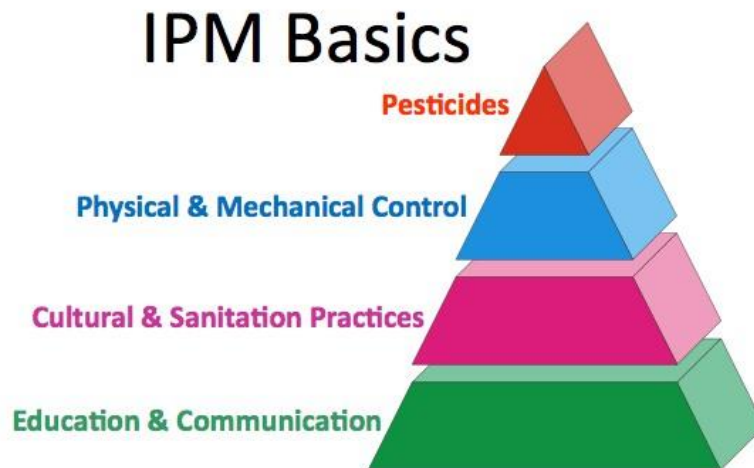 IPM Basics
Pesticides
Physical & Mechanical Control
Cultural & Sanitation Practices
Education & Communication